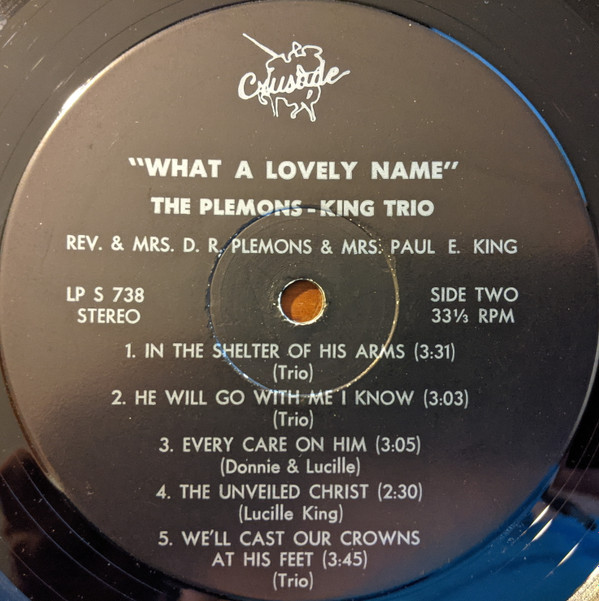 Crusade
"WHAT A LOVELY NAME"
THE PLEMONS-KING TRIO
REV. & MRS. D. R. PLEMONS & MRS. PAUL E. KING
LP S 738
STEREO
SIDE TWO
33⅓ RPM
1. IN THE SHELTER OF HIS ARMS (3:31)
(Trio)
2. HE WILL GO WITH ME I KNOW (3:03)
(Trio)
3. EVERY CARE ON HIM (3:05)
(Donnie & Lucille)
4. THE UNVEILED CHRIST (2:30)
(Lucille King)
5. WE'LL CAST OUR CROWNS
AT HIS FEET (3:45)
(Trio)